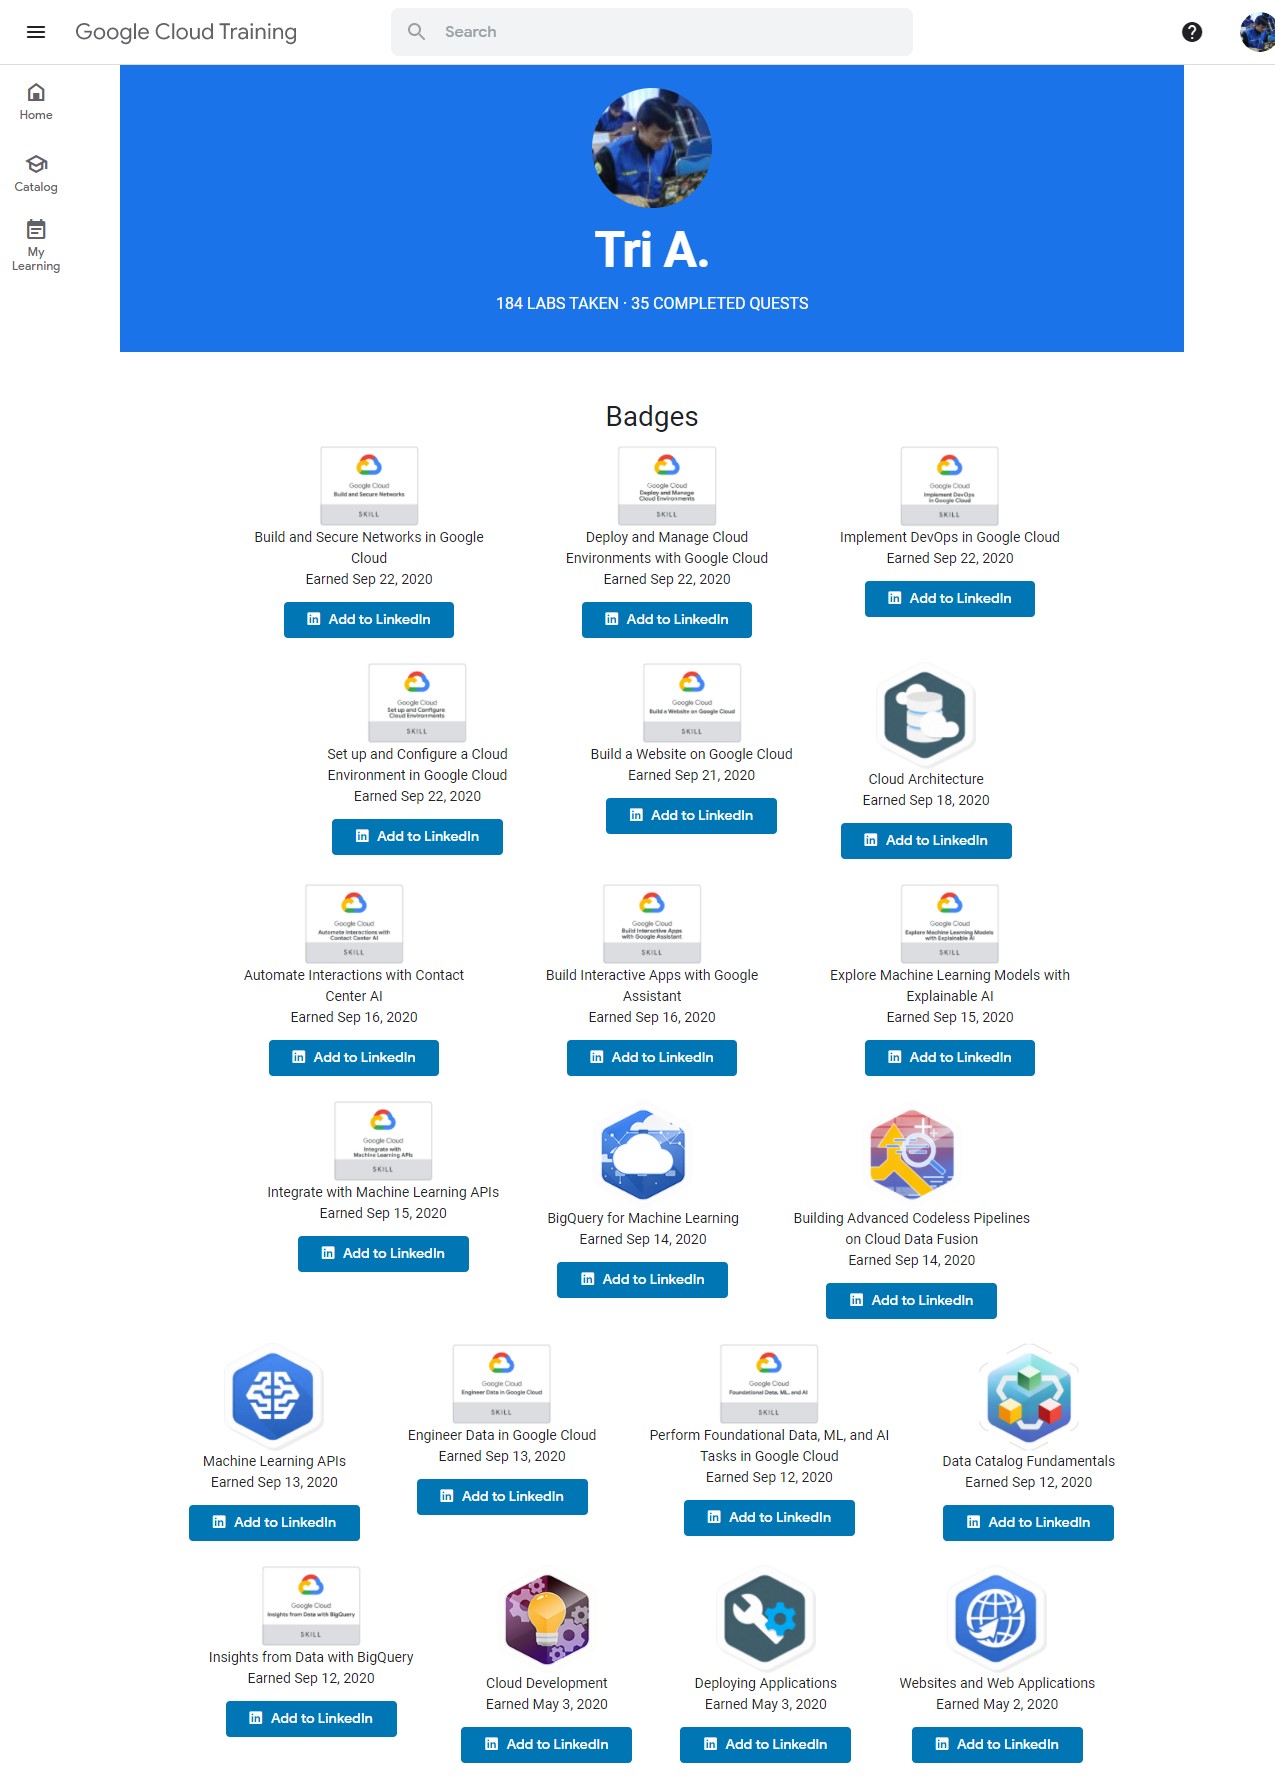 Google Cloud Training
Search
Home
Catalog
My
Learning
Tri A.
184 LABS TAKEN · 35 COMPLETED QUESTS
Badges
Google Cloud
Build and Secure Networks
SKILL
Build and Secure Networks in Google
Cloud
Earned Sep 22, 2020
Add to LinkedIn
Google Cloud
Deploy and Manage
Cloud Environments
SKILL
Deploy and Manage Cloud
Environments with Google Cloud
Earned Sep 22, 2020
Add to LinkedIn
Google Cloud
Implement DevOps
in Google Cloud
SKILL
Implement DevOps in Google Cloud
Earned Sep 22, 2020
Add to LinkedIn
Google Cloud
Set up and Configure
Cloud Environments
SKILL
Set up and Configure a Cloud
Environment in Google Cloud
Earned Sep 22, 2020
Add to LinkedIn
Google Cloud
Build a Website on Google Cloud
SKILL
Build a Website on Google Cloud
Earned Sep 21, 2020
Add to LinkedIn
Cloud Architecture
Earned Sep 18, 2020
Add to LinkedIn
Google Cloud
Automate Interactions with
Contact Center AI
SKILL
Automate Interactions with Contact
Center AI
Earned Sep 16, 2020
Add to LinkedIn
Google Cloud
Build Interactive Apps
with Google Assistant
SKILL
Build Interactive Apps with Google
Assistant
Earned Sep 16, 2020
Add to LinkedIn
Google Cloud
Explore Machine Learning Models
with Explainable AI
SKILL
Explore Machine Learning Models with
Explainable AI
Earned Sep 15, 2020
Add to LinkedIn
Google Cloud
Integrate with
Machine Learning APIs
SKILL
Integrate with Machine Learning APIs
Earned Sep 15, 2020
Add to LinkedIn
BigQuery for Machine Learning
Earned Sep 14, 2020
Add to LinkedIn
Building Advanced Codeless Pipelines
on Cloud Data Fusion
Earned Sep 14, 2020
Add to LinkedIn
Machine Learning APIs
Earned Sep 13, 2020
Add to LinkedIn
Google Cloud
Engineer Data in Google Cloud
SKILL
Engineer Data in Google Cloud
Earned Sep 13, 2020
Add to LinkedIn
Google Cloud
Foundational Data, ML, and AI
SKILL
Perform Foundational Data, ML, and AI
Tasks in Google Cloud
Earned Sep 12, 2020
Add to LinkedIn
Data Catalog Fundamentals
Earned Sep 12, 2020
Add to LinkedIn
Google Cloud
Insights from Data with BigQuery
SKILL
Insights from Data with BigQuery
Earned Sep 12, 2020
Add to LinkedIn
Cloud Development
Earned May 3, 2020
Add to LinkedIn
Deploying Applications
Earned May 3, 2020
Add to LinkedIn
Websites and Web Applications
Earned May 2, 2020
Add to LinkedIn